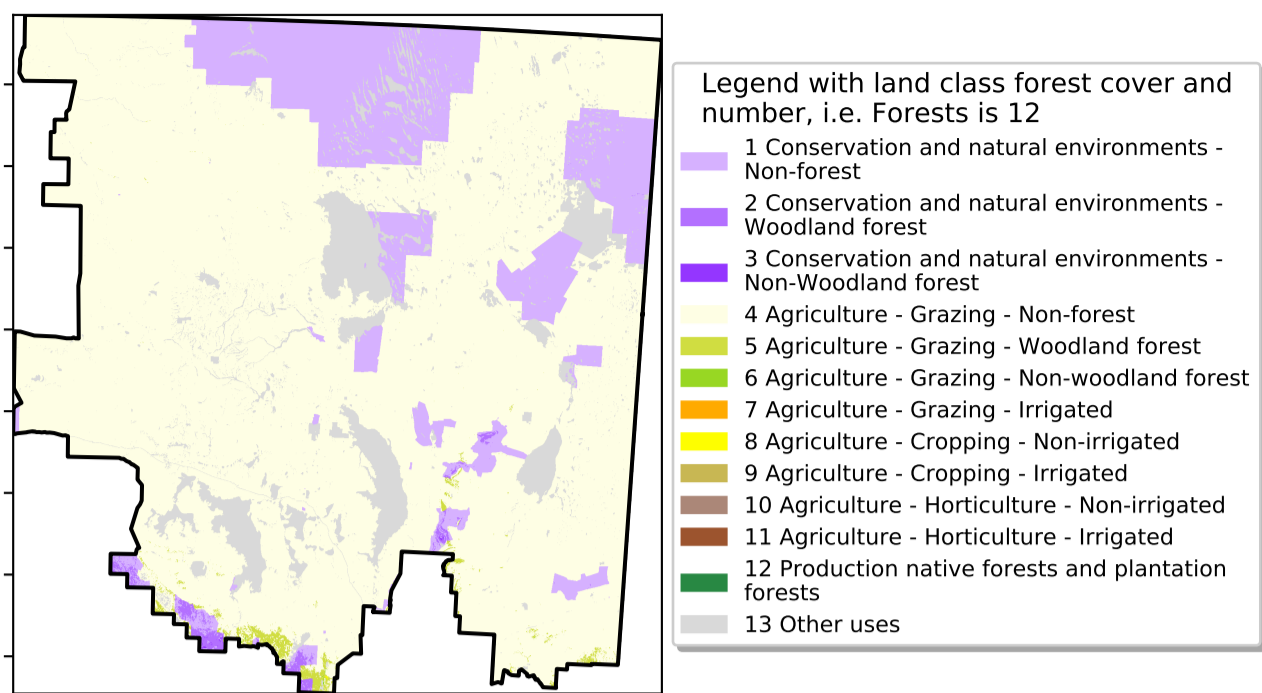 Legend with land class forest cover and
number, i.e. Forests is 12
1 Conservation and natural environments -
Non-forest
2 Conservation and natural environments -
Woodland forest
3 Conservation and natural environments -
Non-Woodland forest
4 Agriculture - Grazing - Non-forest
5 Agriculture - Grazing - Woodland forest
6 Agriculture - Grazing - Non-woodland forest
7 Agriculture - Grazing - Irrigated
8 Agriculture - Cropping - Non-irrigated
9 Agriculture - Cropping - Irrigated
10 Agriculture - Horticulture - Non-irrigated
11 Agriculture - Horticulture - Irrigated
12 Production native forests and plantation
forests
13 Other uses